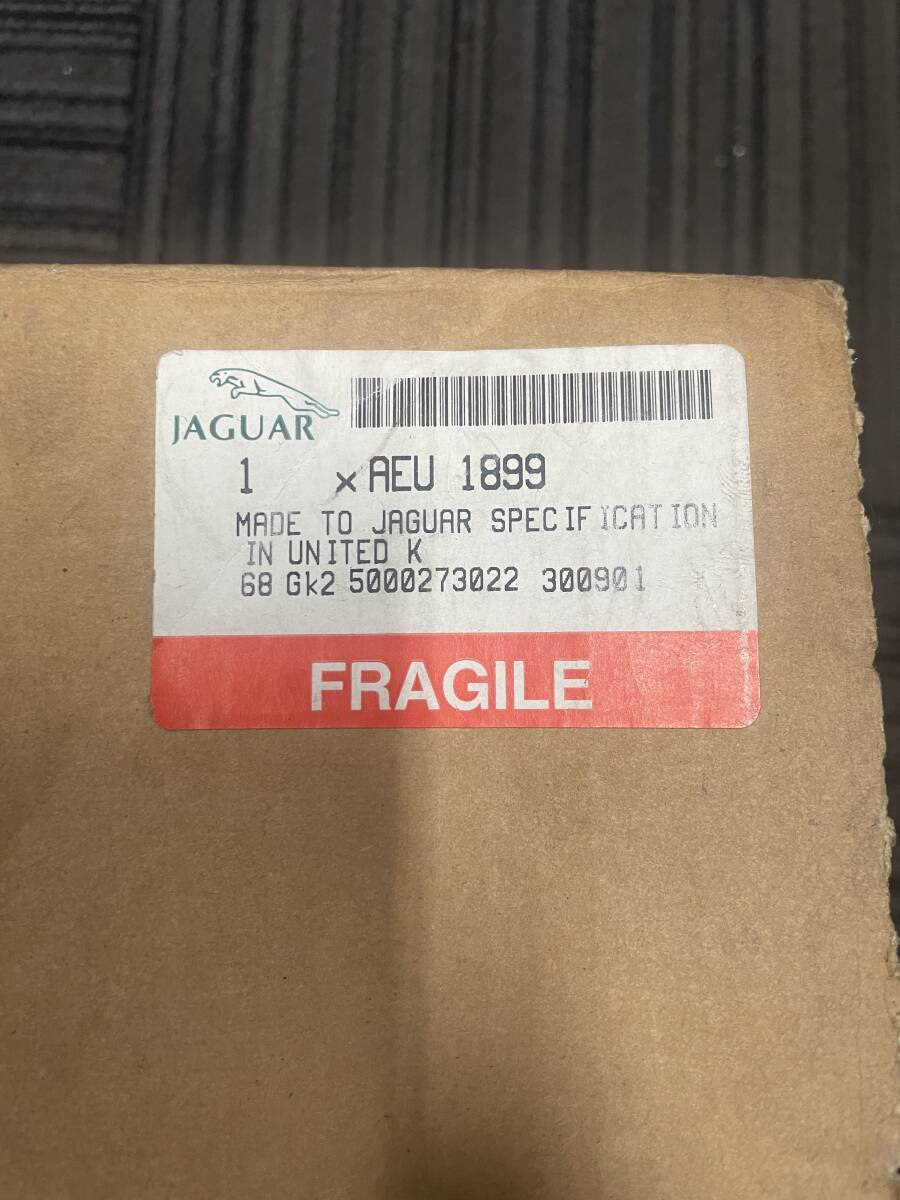 JAGUAR
1 x AEU 1899
MADE TO JAGUAR SPECIFICATION
IN UNITED K
68 Gk2 5000273022 300901
FRAGILE